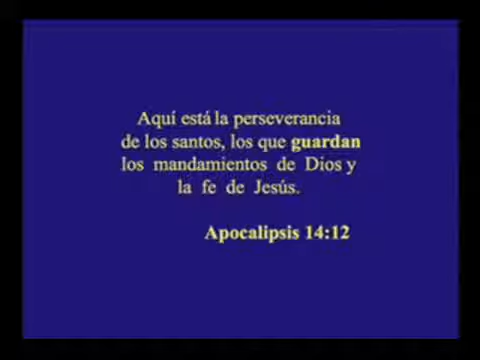 Aquí está la perseverancia
de los santos, los que guardan
los mandamientos de Dios y
la fe de Jesús.
Apocalipsis 14:12